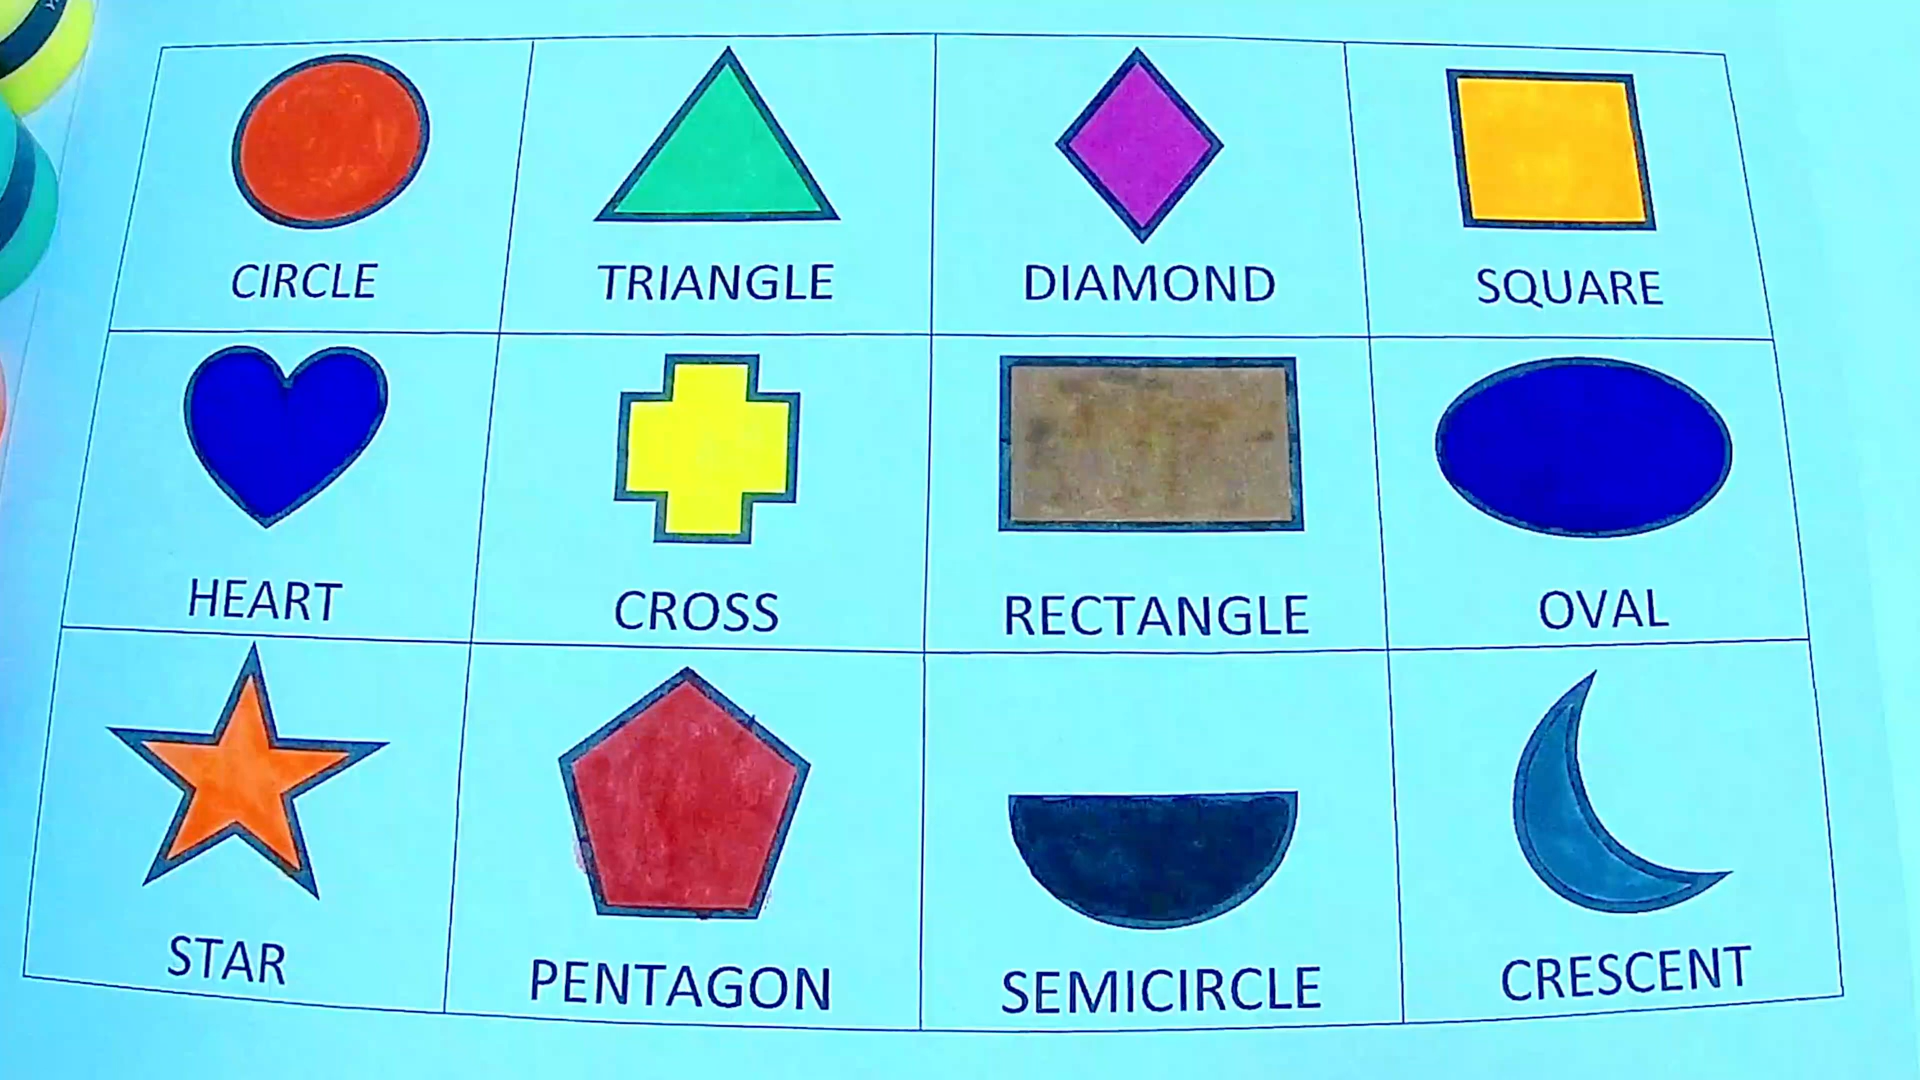 CIRCLE TRIANGLE DIAMOND SQUARE
HEART CROSS RECTANGLE OVAL
STAR PENTAGON SEMICIRCLE CRESCENT